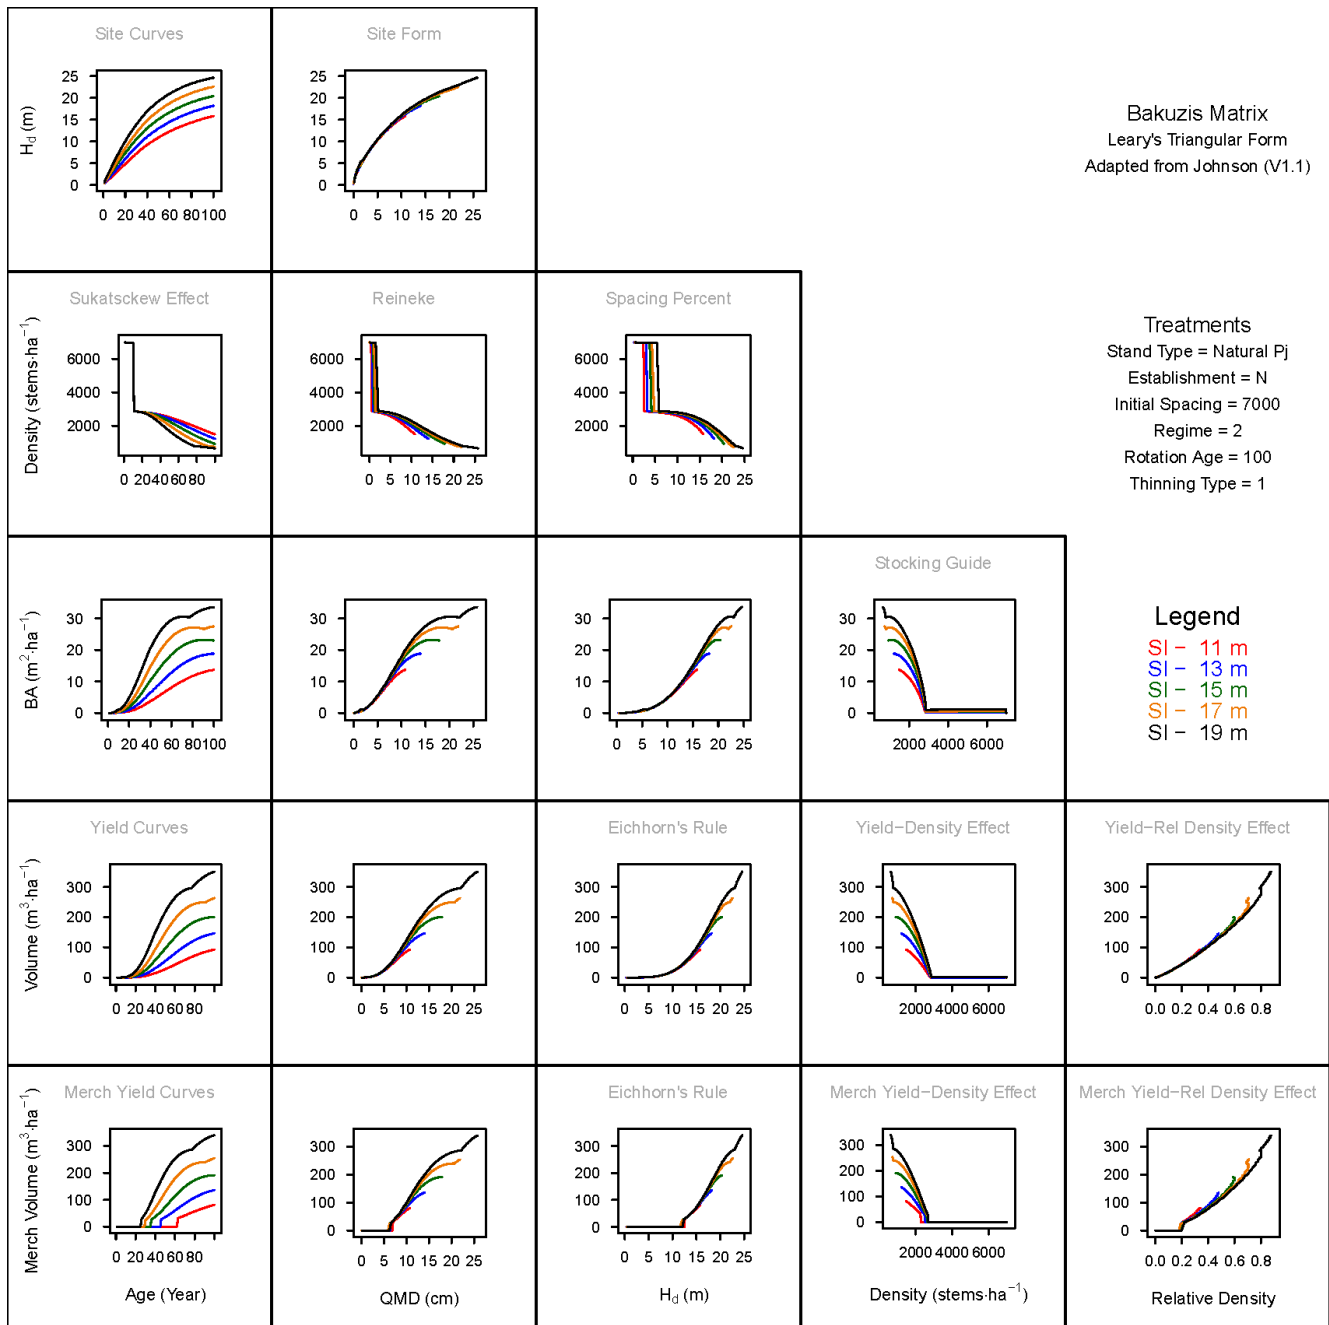 Site Curves
Site Form
H_d (m)
25
20
15
10
5
0
0 20 40 60 80 100
25
20
15
10
5
0
0 5 10 15 20 25
Bakuzis Matrix
Leary's Triangular Form
Adapted from Johnson (V1.1)
Sukatsckew Effect
Reineke
Spacing Percent
Density (stems·ha⁻¹)
6000
4000
2000
0 20 40 60 80
6000
4000
2000
0 5 10 15 20 25
6000
4000
2000
0 5 10 15 20 25
Treatments
Stand Type = Natural Pj
Establishment = N
Initial Spacing = 7000
Regime = 2
Rotation Age = 100
Thinning Type = 1
Stocking Guide
BA (m²·ha⁻¹)
30
20
10
0
0 20 40 60 80 100
30
20
10
0
0 5 10 15 20 25
30
20
10
0
0 5 10 15 20 25
30
20
10
0
2000 4000 6000
Legend
SI − 11 m
SI − 13 m
SI − 15 m
SI − 17 m
SI − 19 m
Yield Curves
Eichhorn's Rule
Yield−Density Effect
Yield−Rel Density Effect
Volume (m³·ha⁻¹)
300
200
100
0
0 20 40 60 80
300
200
100
0
0 5 10 15 20 25
300
200
100
0
0 5 10 15 20 25
300
200
100
0
2000 4000 6000
300
200
100
0
0.0 0.2 0.4 0.6 0.8
Merch Yield Curves
Eichhorn's Rule
Merch Yield−Density Effect
Merch Yield−Rel Density Effect
Merch Volume (m³·ha⁻¹)
300
200
100
0
0 20 40 60 80
300
200
100
0
0 5 10 15 20 25
300
200
100
0
0 5 10 15 20 25
300
200
100
0
2000 4000 6000
300
200
100
0
0.0 0.2 0.4 0.6 0.8
Age (Year)
QMD (cm)
H_d (m)
Density (stems·ha⁻¹)
Relative Density